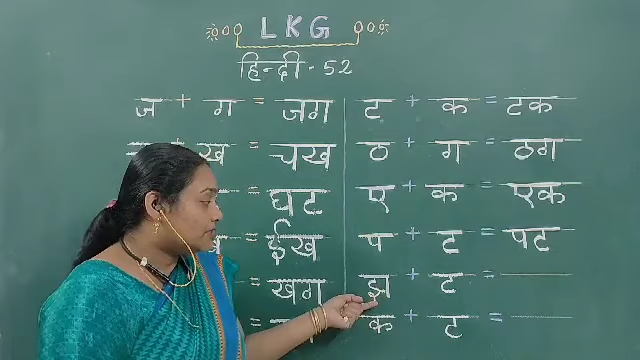 LKG
हिन्दी - 52
ज + ग = जग
ख = चख
= घट
= ईख
= खग
=
ट + क = टक
ठ + ग = ठग
ए + क = एक
प + ट = पट
झ + ट =
क + ट =